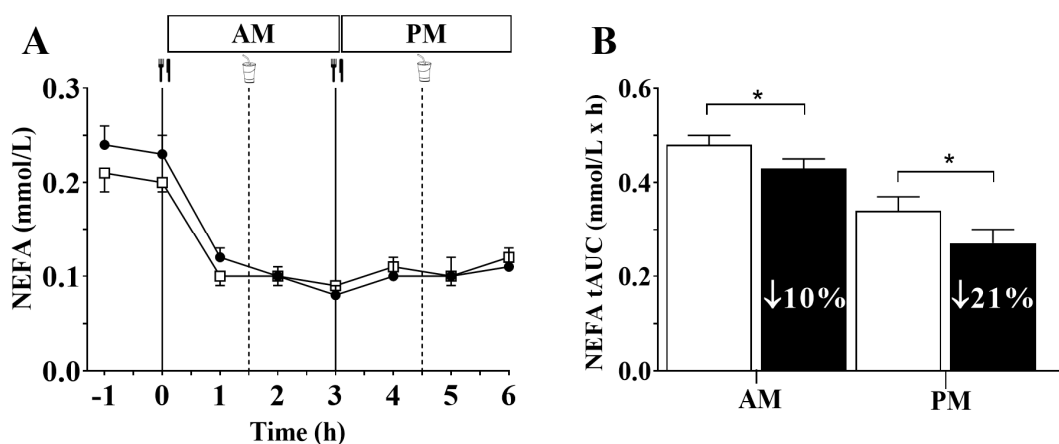 A
AM
PM
NEFA (mmol/L)
0.3
0.2
0.1
0.0
-1 0 1 2 3 4 5 6
Time (h)
B
NEFA tAUC (mmol/L x h)
0.6
0.4
0.2
0.0
*
*
↓10%
↓21%
AM
PM